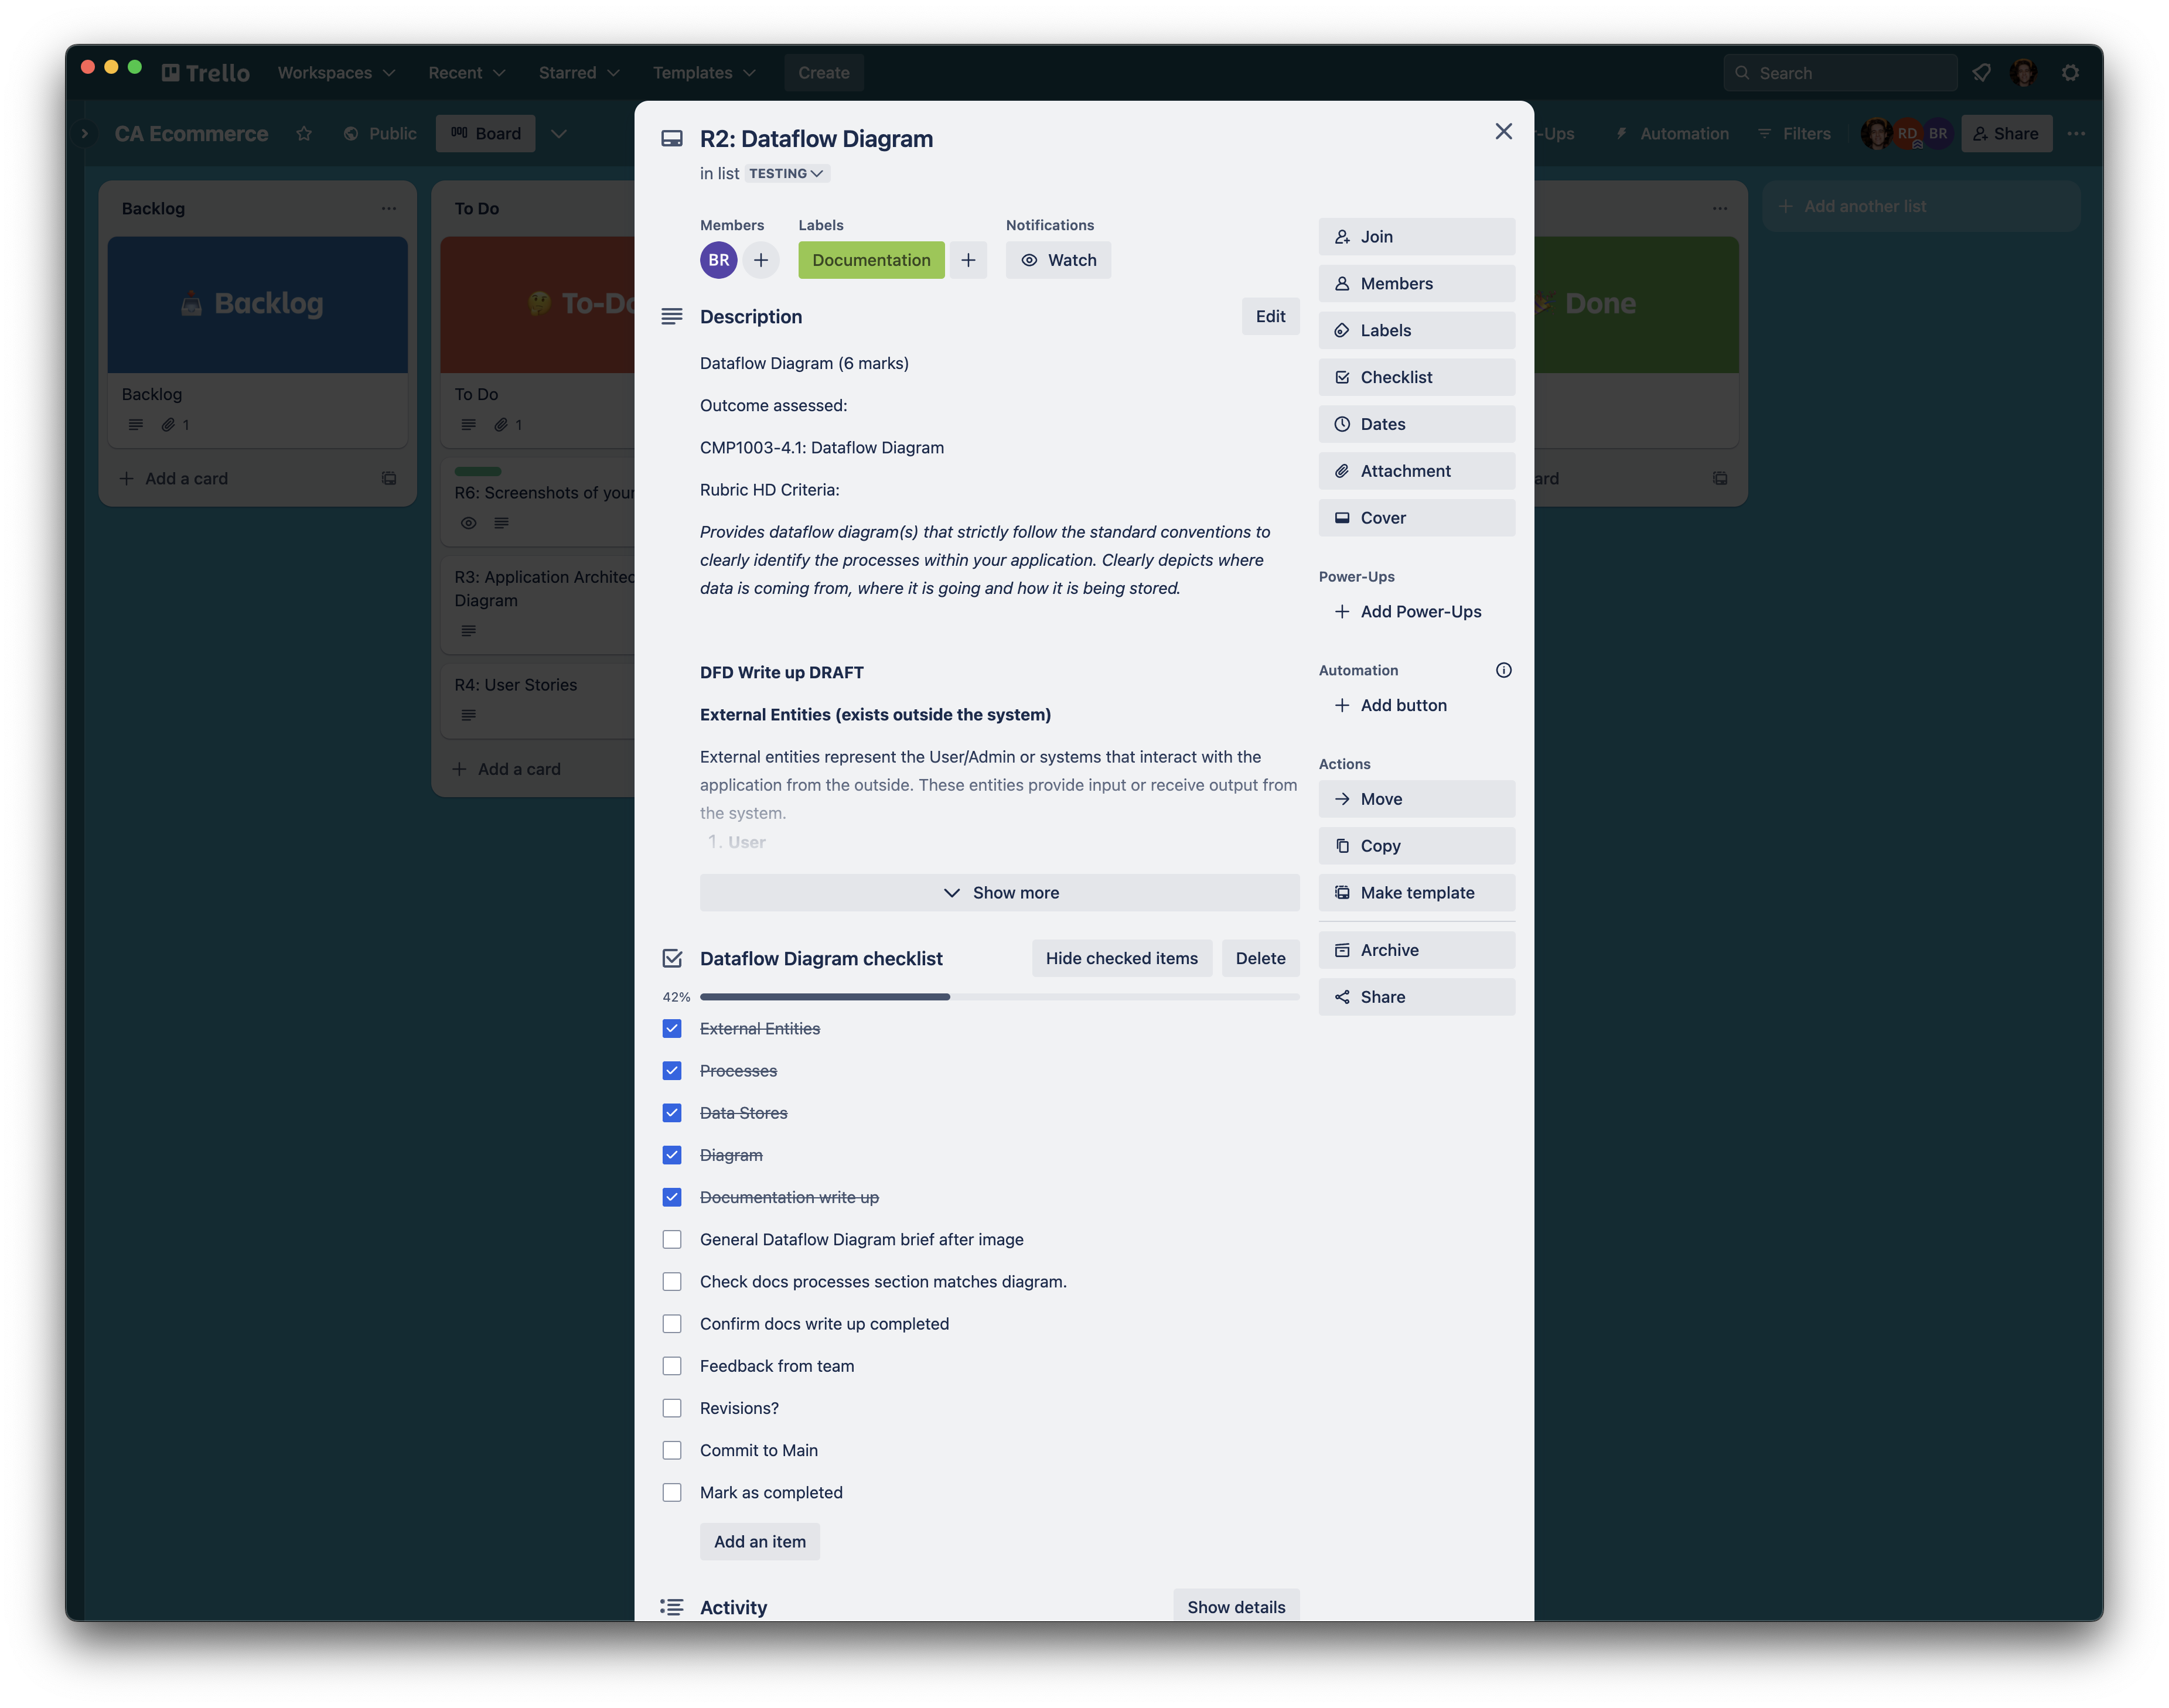 Trello Workspaces Recent Starred Templates Create Search
CA Ecommerce Public Board -Ups Automation Filters RD BR Share
Backlog
Backlog
Backlog
1
Add a card
To Do
To-Do
To Do
1
R6: Screenshots of your
R3: Application Architec
Diagram
R4: User Stories
Add a card
R2: Dataflow Diagram
in list TESTING
Members Labels Notifications
BR Documentation Watch
Description Edit
Dataflow Diagram (6 marks)
Outcome assessed:
CMP1003-4.1: Dataflow Diagram
Rubric HD Criteria:
Provides dataflow diagram(s) that strictly follow the standard conventions to
clearly identify the processes within your application. Clearly depicts where
data is coming from, where it is going and how it is being stored.
DFD Write up DRAFT
External Entities (exists outside the system)
External entities represent the User/Admin or systems that interact with the
application from the outside. These entities provide input or receive output from
the system.
1. User
Show more
Dataflow Diagram checklist Hide checked items Delete
42%
External Entities
Processes
Data Stores
Diagram
Documentation write up
General Dataflow Diagram brief after image
Check docs processes section matches diagram.
Confirm docs write up completed
Feedback from team
Revisions?
Commit to Main
Mark as completed
Add an item
Activity Show details
Join
Members
Labels
Checklist
Dates
Attachment
Cover
Power-Ups
Add Power-Ups
Automation
Add button
Actions
Move
Copy
Make template
Archive
Share
Done
ard
Add another list